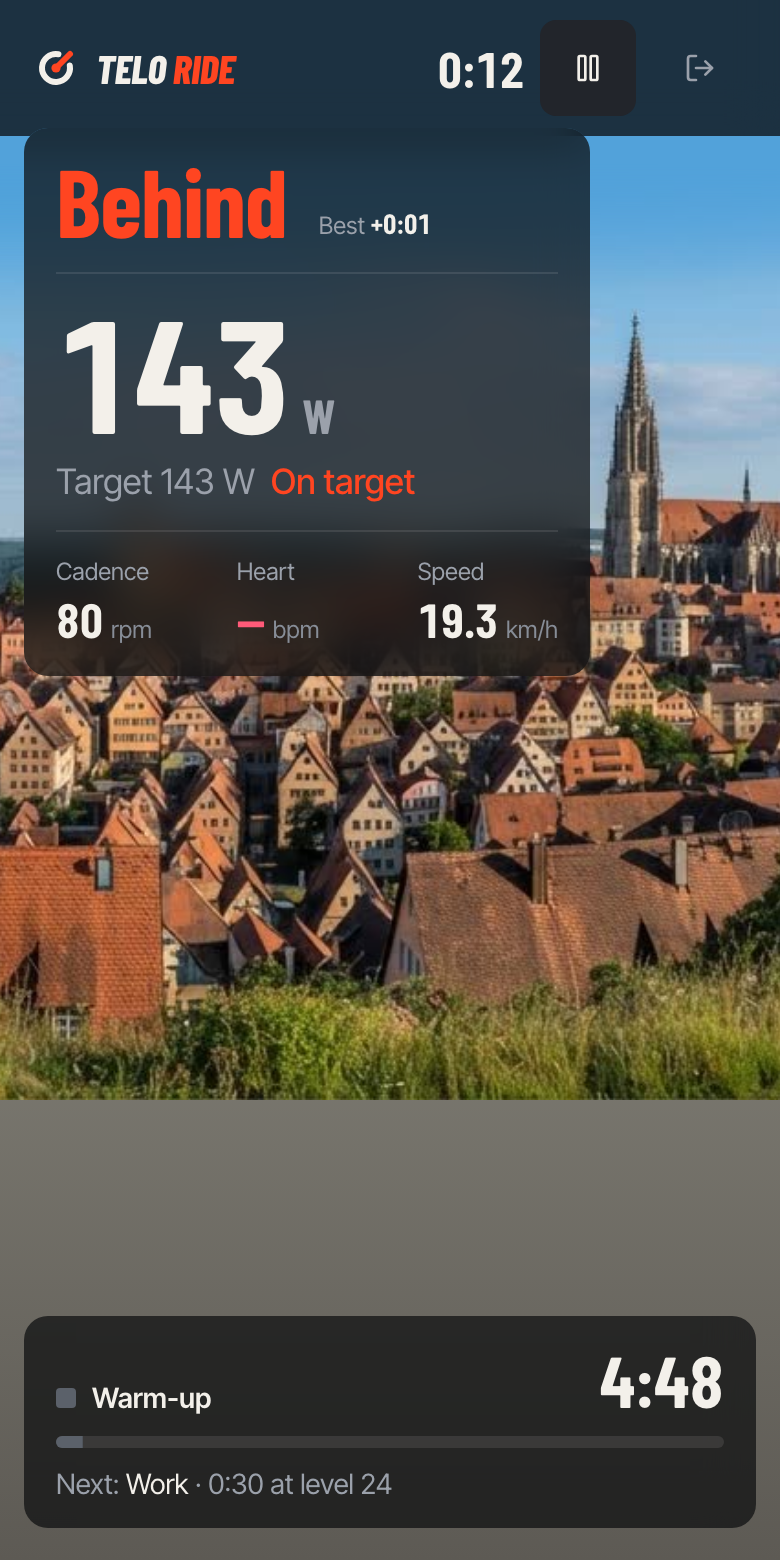 TELO RIDE 0:12
Behind Best +0:01
143 W
Target 143 W On target
Cadence Heart Speed
80 rpm – bpm 19.3 km/h
Warm-up 4:48
Next: Work · 0:30 at level 24